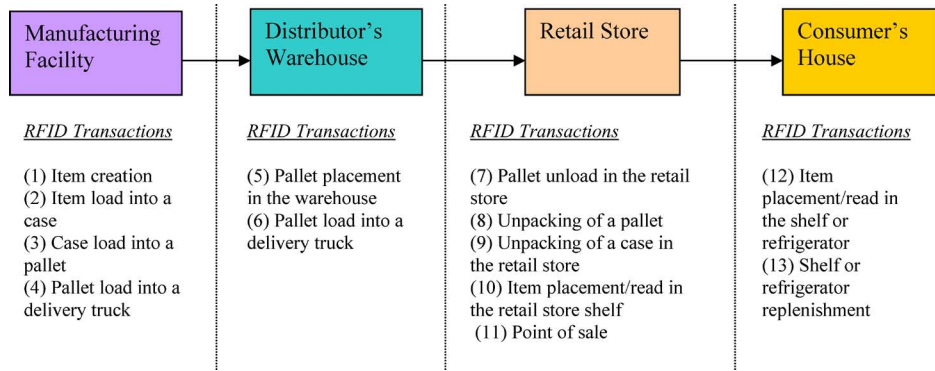 Manufacturing
Facility
Distributor's
Warehouse
Retail Store
Consumer's
House
RFID Transactions
(1) Item creation
(2) Item load into a
case
(3) Case load into a
pallet
(4) Pallet load into a
delivery truck
RFID Transactions
(5) Pallet placement
in the warehouse
(6) Pallet load into a
delivery truck
RFID Transactions
(7) Pallet unload in the retail
store
(8) Unpacking of a pallet
(9) Unpacking of a case in
the retail store
(10) Item placement/read in
the retail store shelf
(11) Point of sale
RFID Transactions
(12) Item
placement/read in
the shelf or
refrigerator
(13) Shelf or
refrigerator
replenishment